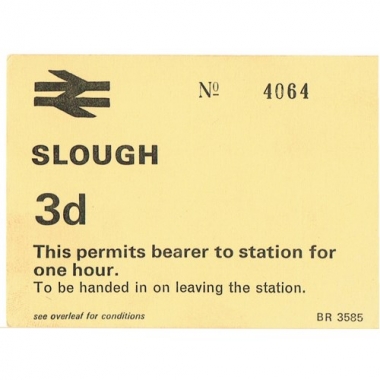 Nº 4064
SLOUGH
3d
This permits bearer to station for
one hour.
To be handed in on leaving the station.
see overleaf for conditions BR 3585